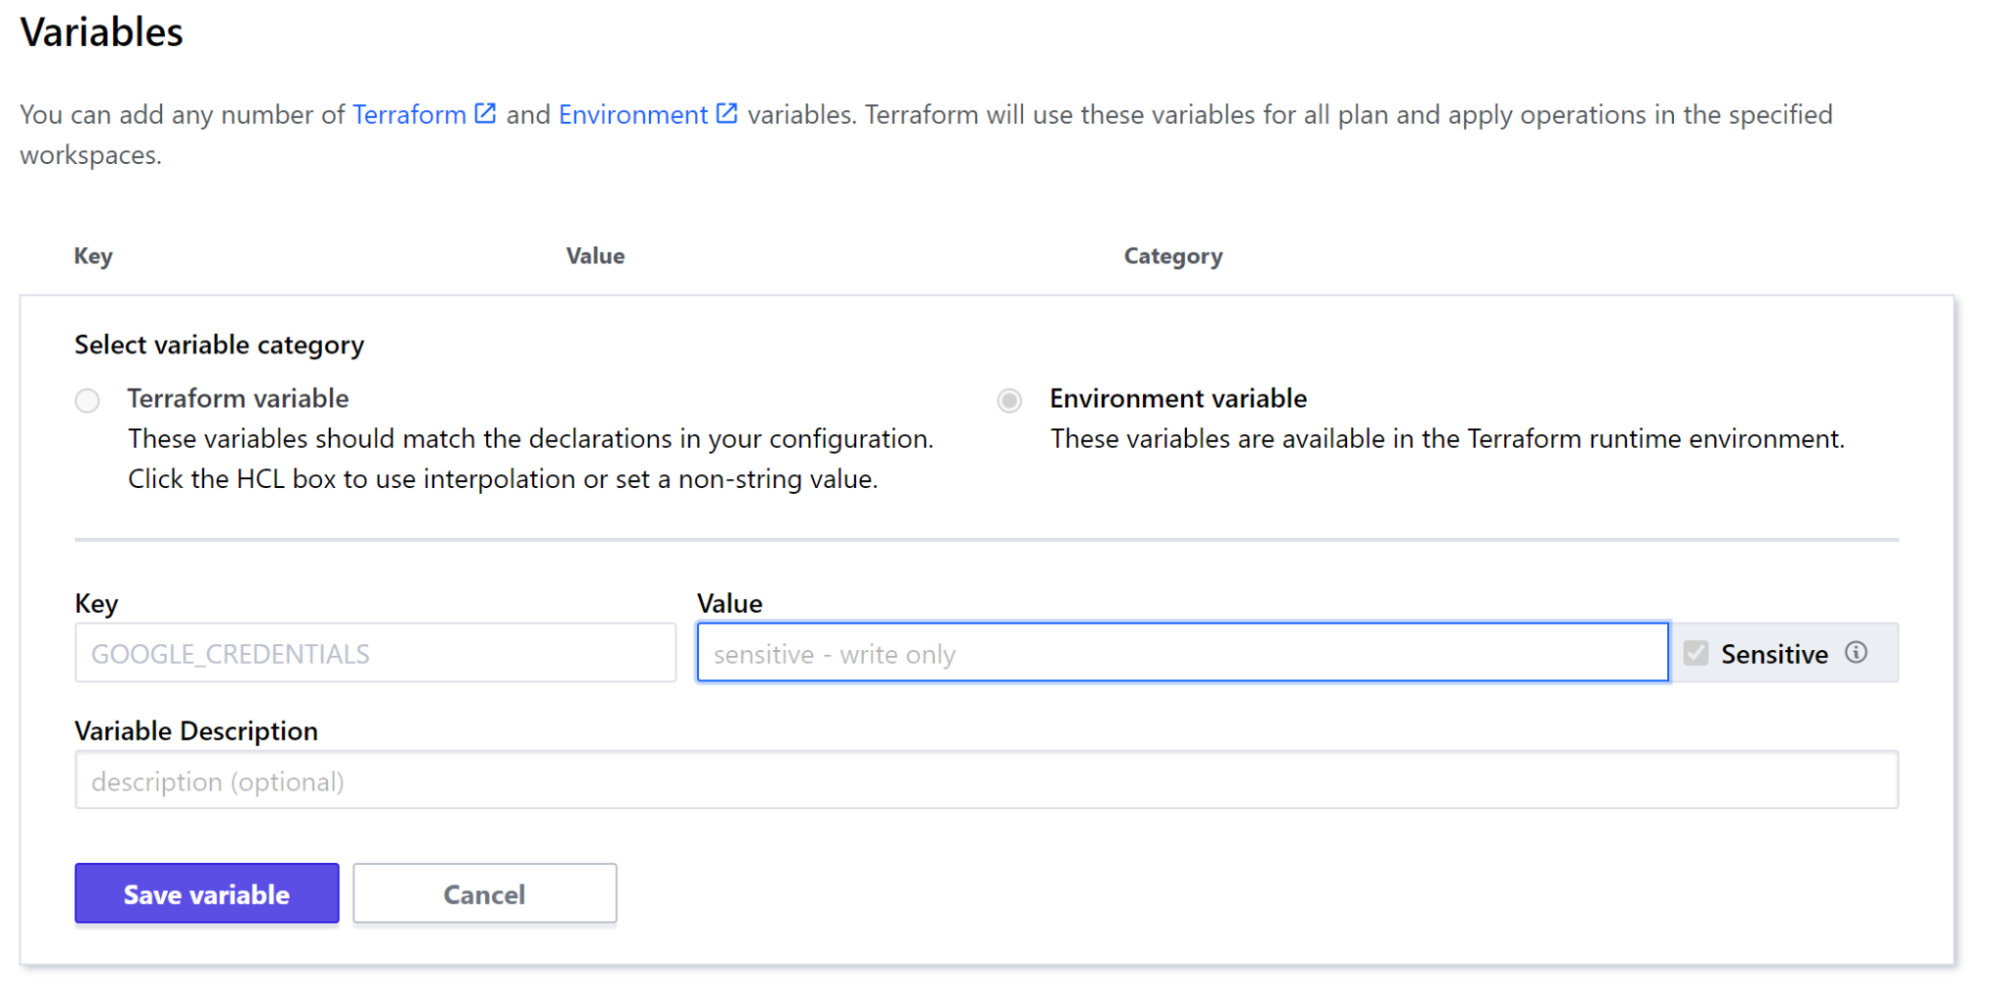 Variables
You can add any number of Terraform and Environment variables. Terraform will use these variables for all plan and apply operations in the specified
workspaces.
Key Value Category
Select variable category
Terraform variable
These variables should match the declarations in your configuration.
Click the HCL box to use interpolation or set a non-string value.
Environment variable
These variables are available in the Terraform runtime environment.
Key
GOOGLE_CREDENTIALS
Value
sensitive - write only
Sensitive
Variable Description
description (optional)
Save variable
Cancel